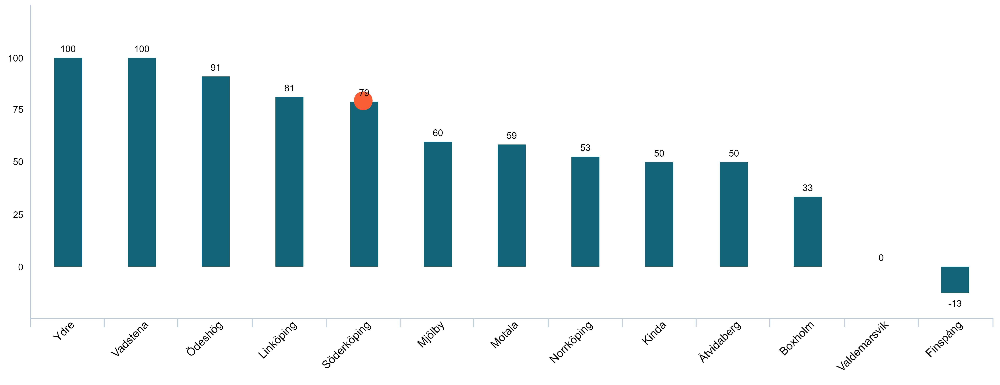 100
75
50
25
0
100
100
91
81
79
60
59
53
50
50
33
0
-13
Ydre
Vadstena
Ödeshög
Linköping
Söderköping
Mjölby
Motala
Norrköping
Kinda
Åtvidaberg
Boxholm
Valdemarsvik
Finspång